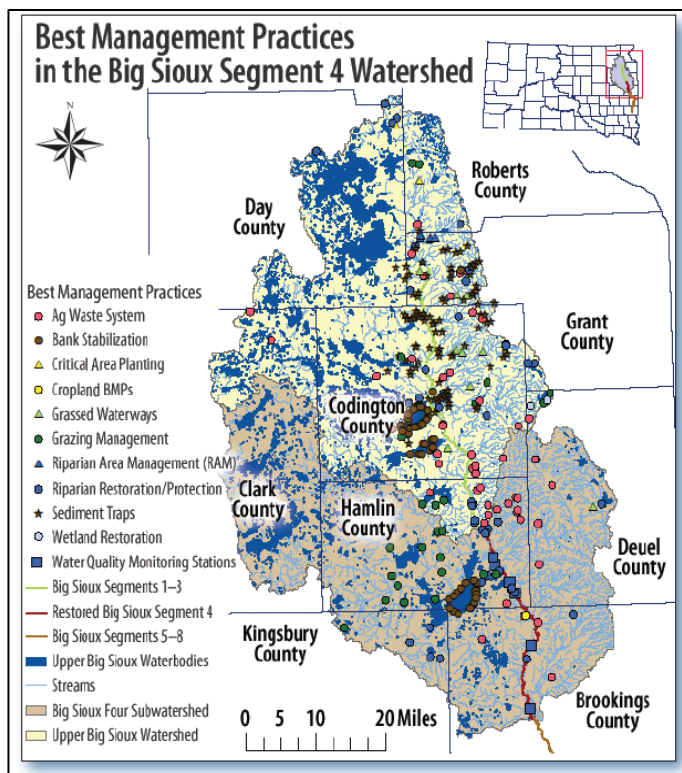 Best Management Practices
in the Big Sioux Segment 4 Watershed
N
Roberts
County
Day
County
Grant
County
Codington
County
Clark
County
Hamlin
County
Deuel
County
Kingsbury
County
Brookings
County
Best Management Practices
Ag Waste System
Bank Stabilization
Critical Area Planting
Cropland BMPs
Grassed Waterways
Grazing Management
Riparian Area Management (RAM)
Riparian Restoration/Protection
Sediment Traps
Wetland Restoration
Water Quality Monitoring Stations
Big Sioux Segments 1–3
Restored Big Sioux Segment 4
Big Sioux Segments 5–8
Upper Big Sioux Waterbodies
Streams
Big Sioux Four Subwatershed
Upper Big Sioux Watershed
0 5 10 20 Miles